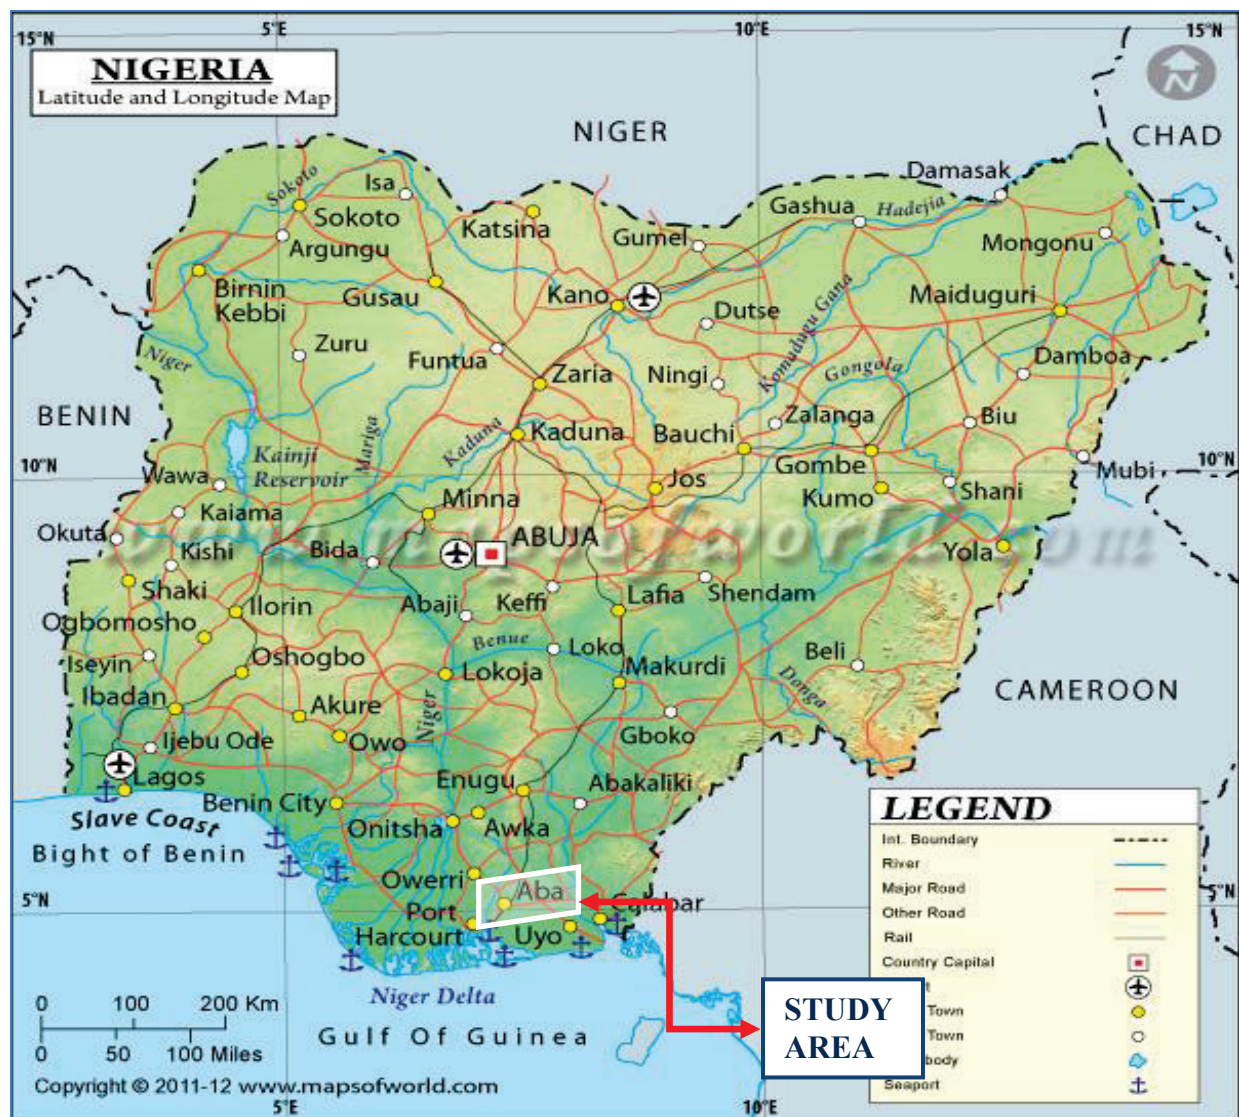 5°E
10°E
15°N
15°N
NIGERIA
Latitude and Longitude Map
N
NIGER
CHAD
Damasak
Isa
Sokoto
Sokoto
Katsina
Gashua
Hadejia
Argungu
Gumel
Mongonu
Birnin
Kebbi
Gusau
Kano
Dutse
Komadugu Gana
Maiduguri
Niger
Zuru
Funtua
Zaria
Ningi
Gongola
Damboa
BENIN
Mariga
Kaduna
Kaduna
Bauchi
Zalanga
Biu
10°N
Kainji
Reservoir
Wawa
Minna
Jos
Gombe
Kumo
Shani
Mubi
10°N
Kaiama
www.mapsofworld.com
Okuta
Kishi
Bida
ABUJA
Yola
Shaki
Ilorin
Abaji
Keffi
Lafia
Shendam
Ogbomosho
Benue
Loko
Beli
Iseyin
Oshogbo
Lokoja
Makurdi
Donga
CAMEROON
Ibadan
Akure
Niger
Owo
Gboko
Ijebu Ode
Lagos
Enugu
Abakaliki
Benin City
Slave Coast
Onitsha
Awka
Bight of Benin
Owerri
Aba
5°N
Port
Harcourt
Calabar
5°N
Uyo
Niger Delta
Gulf Of Guinea
LEGEND
Int. Boundary
River
Major Road
Other Road
Rail
Country Capital
t
Town
Town
body
Seaport
STUDY
AREA
0 100 200 Km
0 50 100 Miles
Copyright © 2011-12 www.mapsofworld.com
5°E
10°E